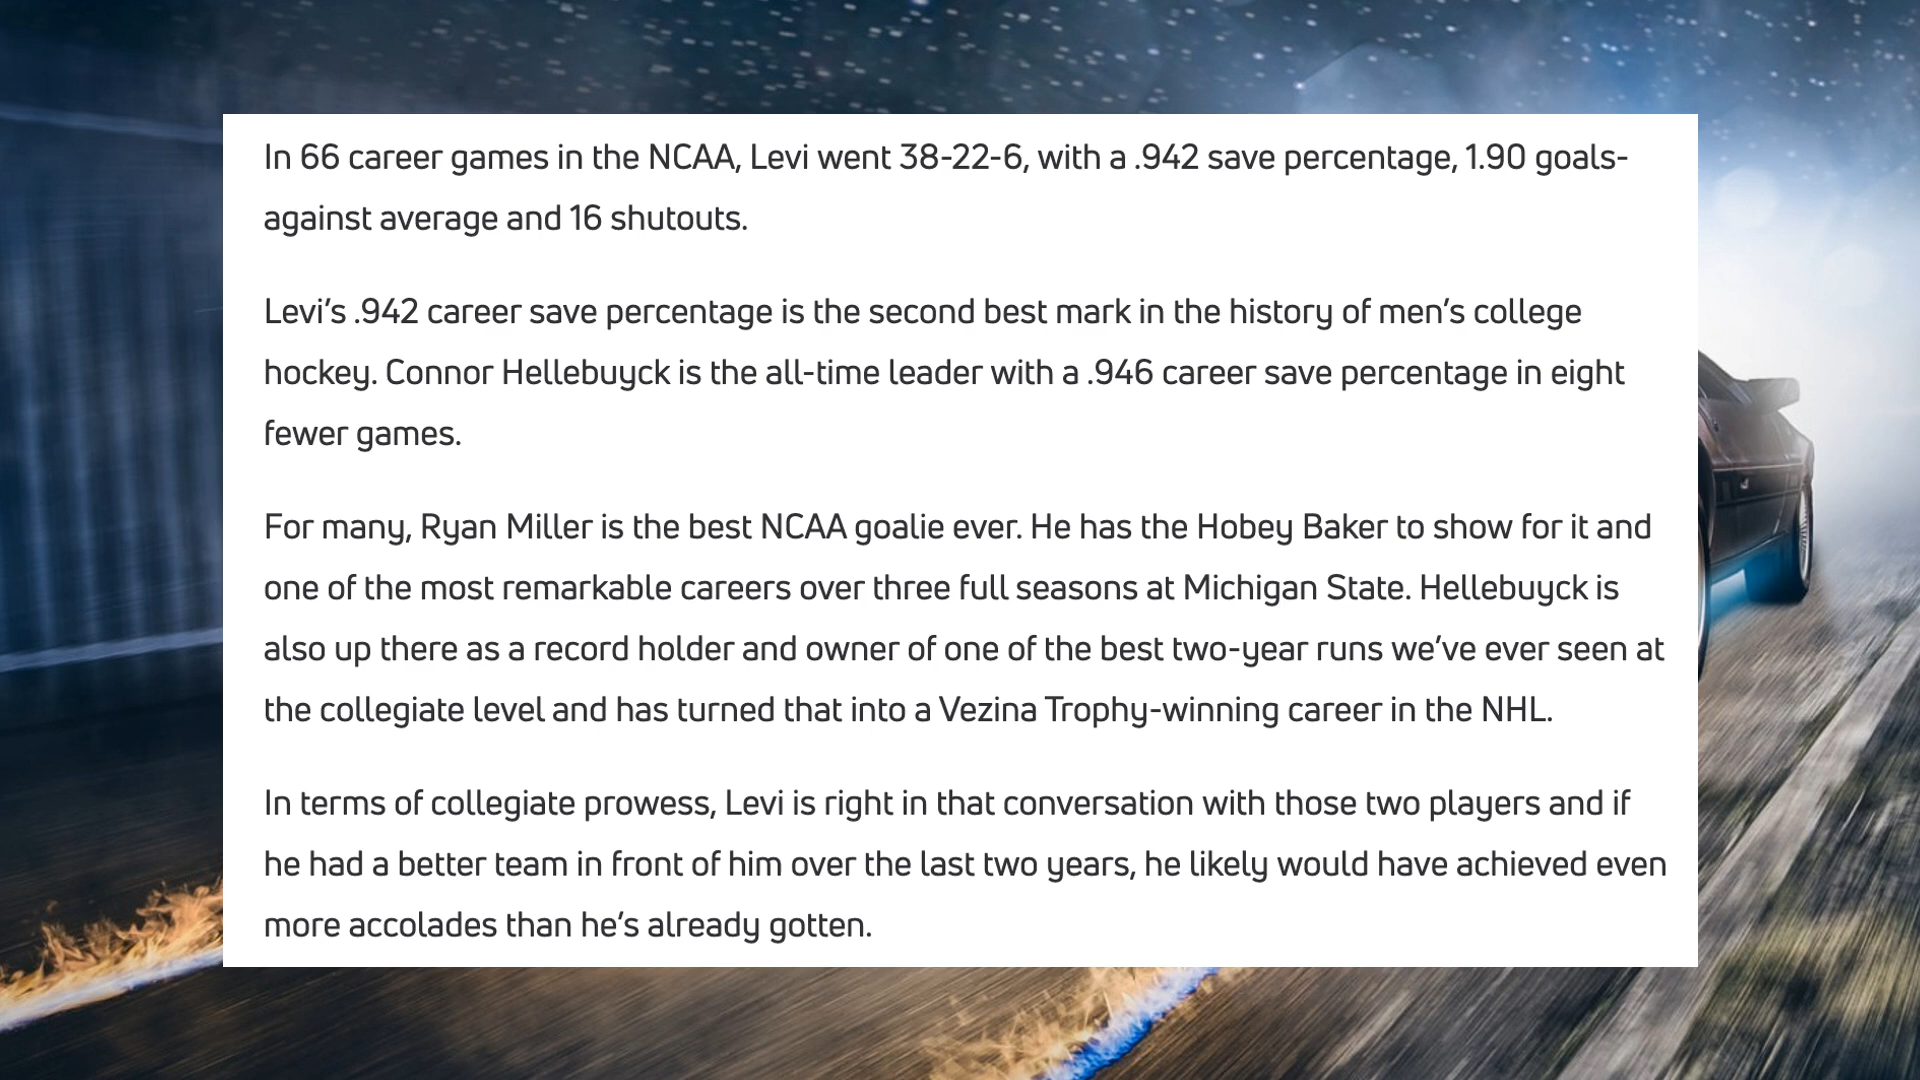 In 66 career games in the NCAA, Levi went 38-22-6, with a .942 save percentage, 1.90 goals-
against average and 16 shutouts.
Levi’s .942 career save percentage is the second best mark in the history of men’s college
hockey. Connor Hellebuyck is the all-time leader with a .946 career save percentage in eight
fewer games.
For many, Ryan Miller is the best NCAA goalie ever. He has the Hobey Baker to show for it and
one of the most remarkable careers over three full seasons at Michigan State. Hellebuyck is
also up there as a record holder and owner of one of the best two-year runs we’ve ever seen at
the collegiate level and has turned that into a Vezina Trophy-winning career in the NHL.
In terms of collegiate prowess, Levi is right in that conversation with those two players and if
he had a better team in front of him over the last two years, he likely would have achieved even
more accolades than he’s already gotten.